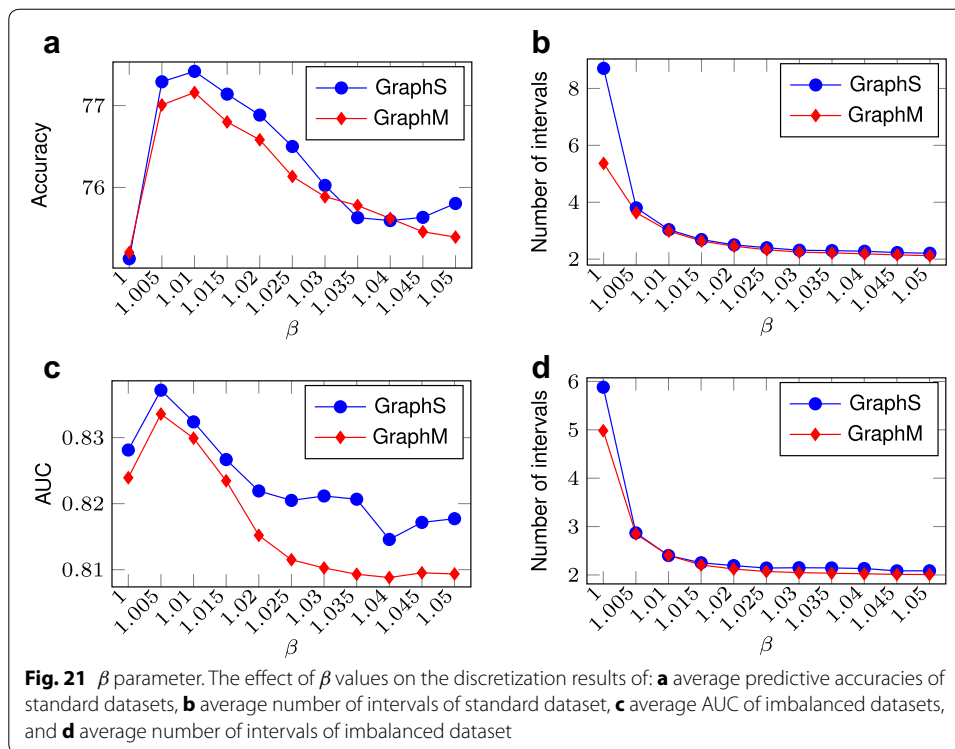 a
77
76
Accuracy
GraphS
GraphM
1
1.005
1.01
1.015
1.02
1.025
1.03
1.035
1.04
1.045
1.05
β
b
8
6
4
2
Number of intervals
GraphS
GraphM
1
1.005
1.01
1.015
1.02
1.025
1.03
1.035
1.04
1.045
1.05
β
c
0.83
0.82
0.81
AUC
GraphS
GraphM
1
1.005
1.01
1.015
1.02
1.025
1.03
1.035
1.04
1.045
1.05
β
d
6
5
4
3
2
Number of intervals
GraphS
GraphM
1
1.005
1.01
1.015
1.02
1.025
1.03
1.035
1.04
1.045
1.05
β
Fig. 21 β parameter. The effect of β values on the discretization results of: a average predictive accuracies of
standard datasets, b average number of intervals of standard dataset, c average AUC of imbalanced datasets,
and d average number of intervals of imbalanced dataset